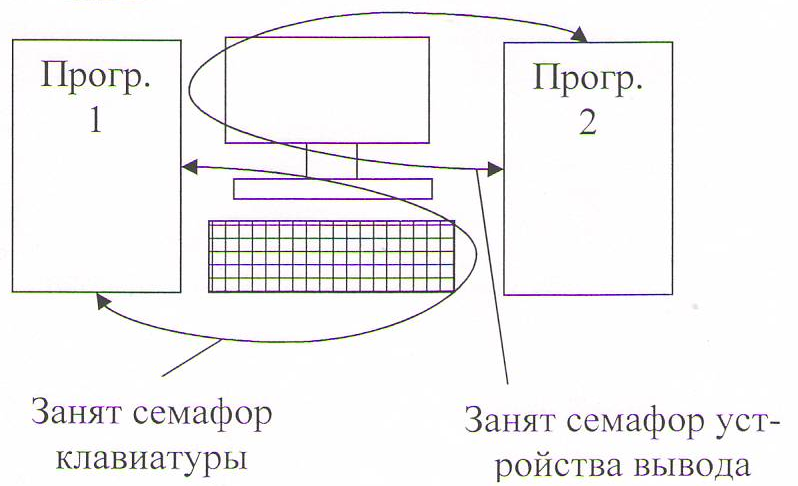 Прогр.
1
Прогр.
2
Занят семафор
клавиатуры
Занят семафор уст-
ройства вывода